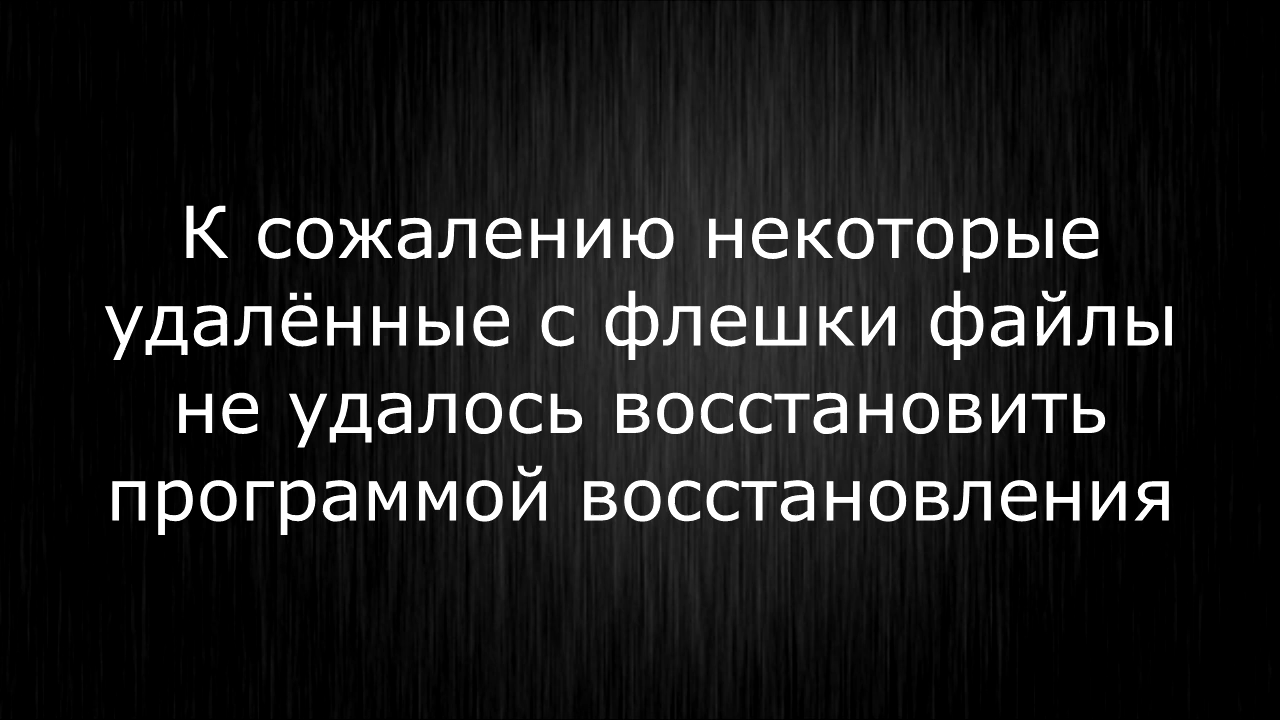 К сожалению некоторые
удалённые с флешки файлы
не удалось восстановить
программой восстановления